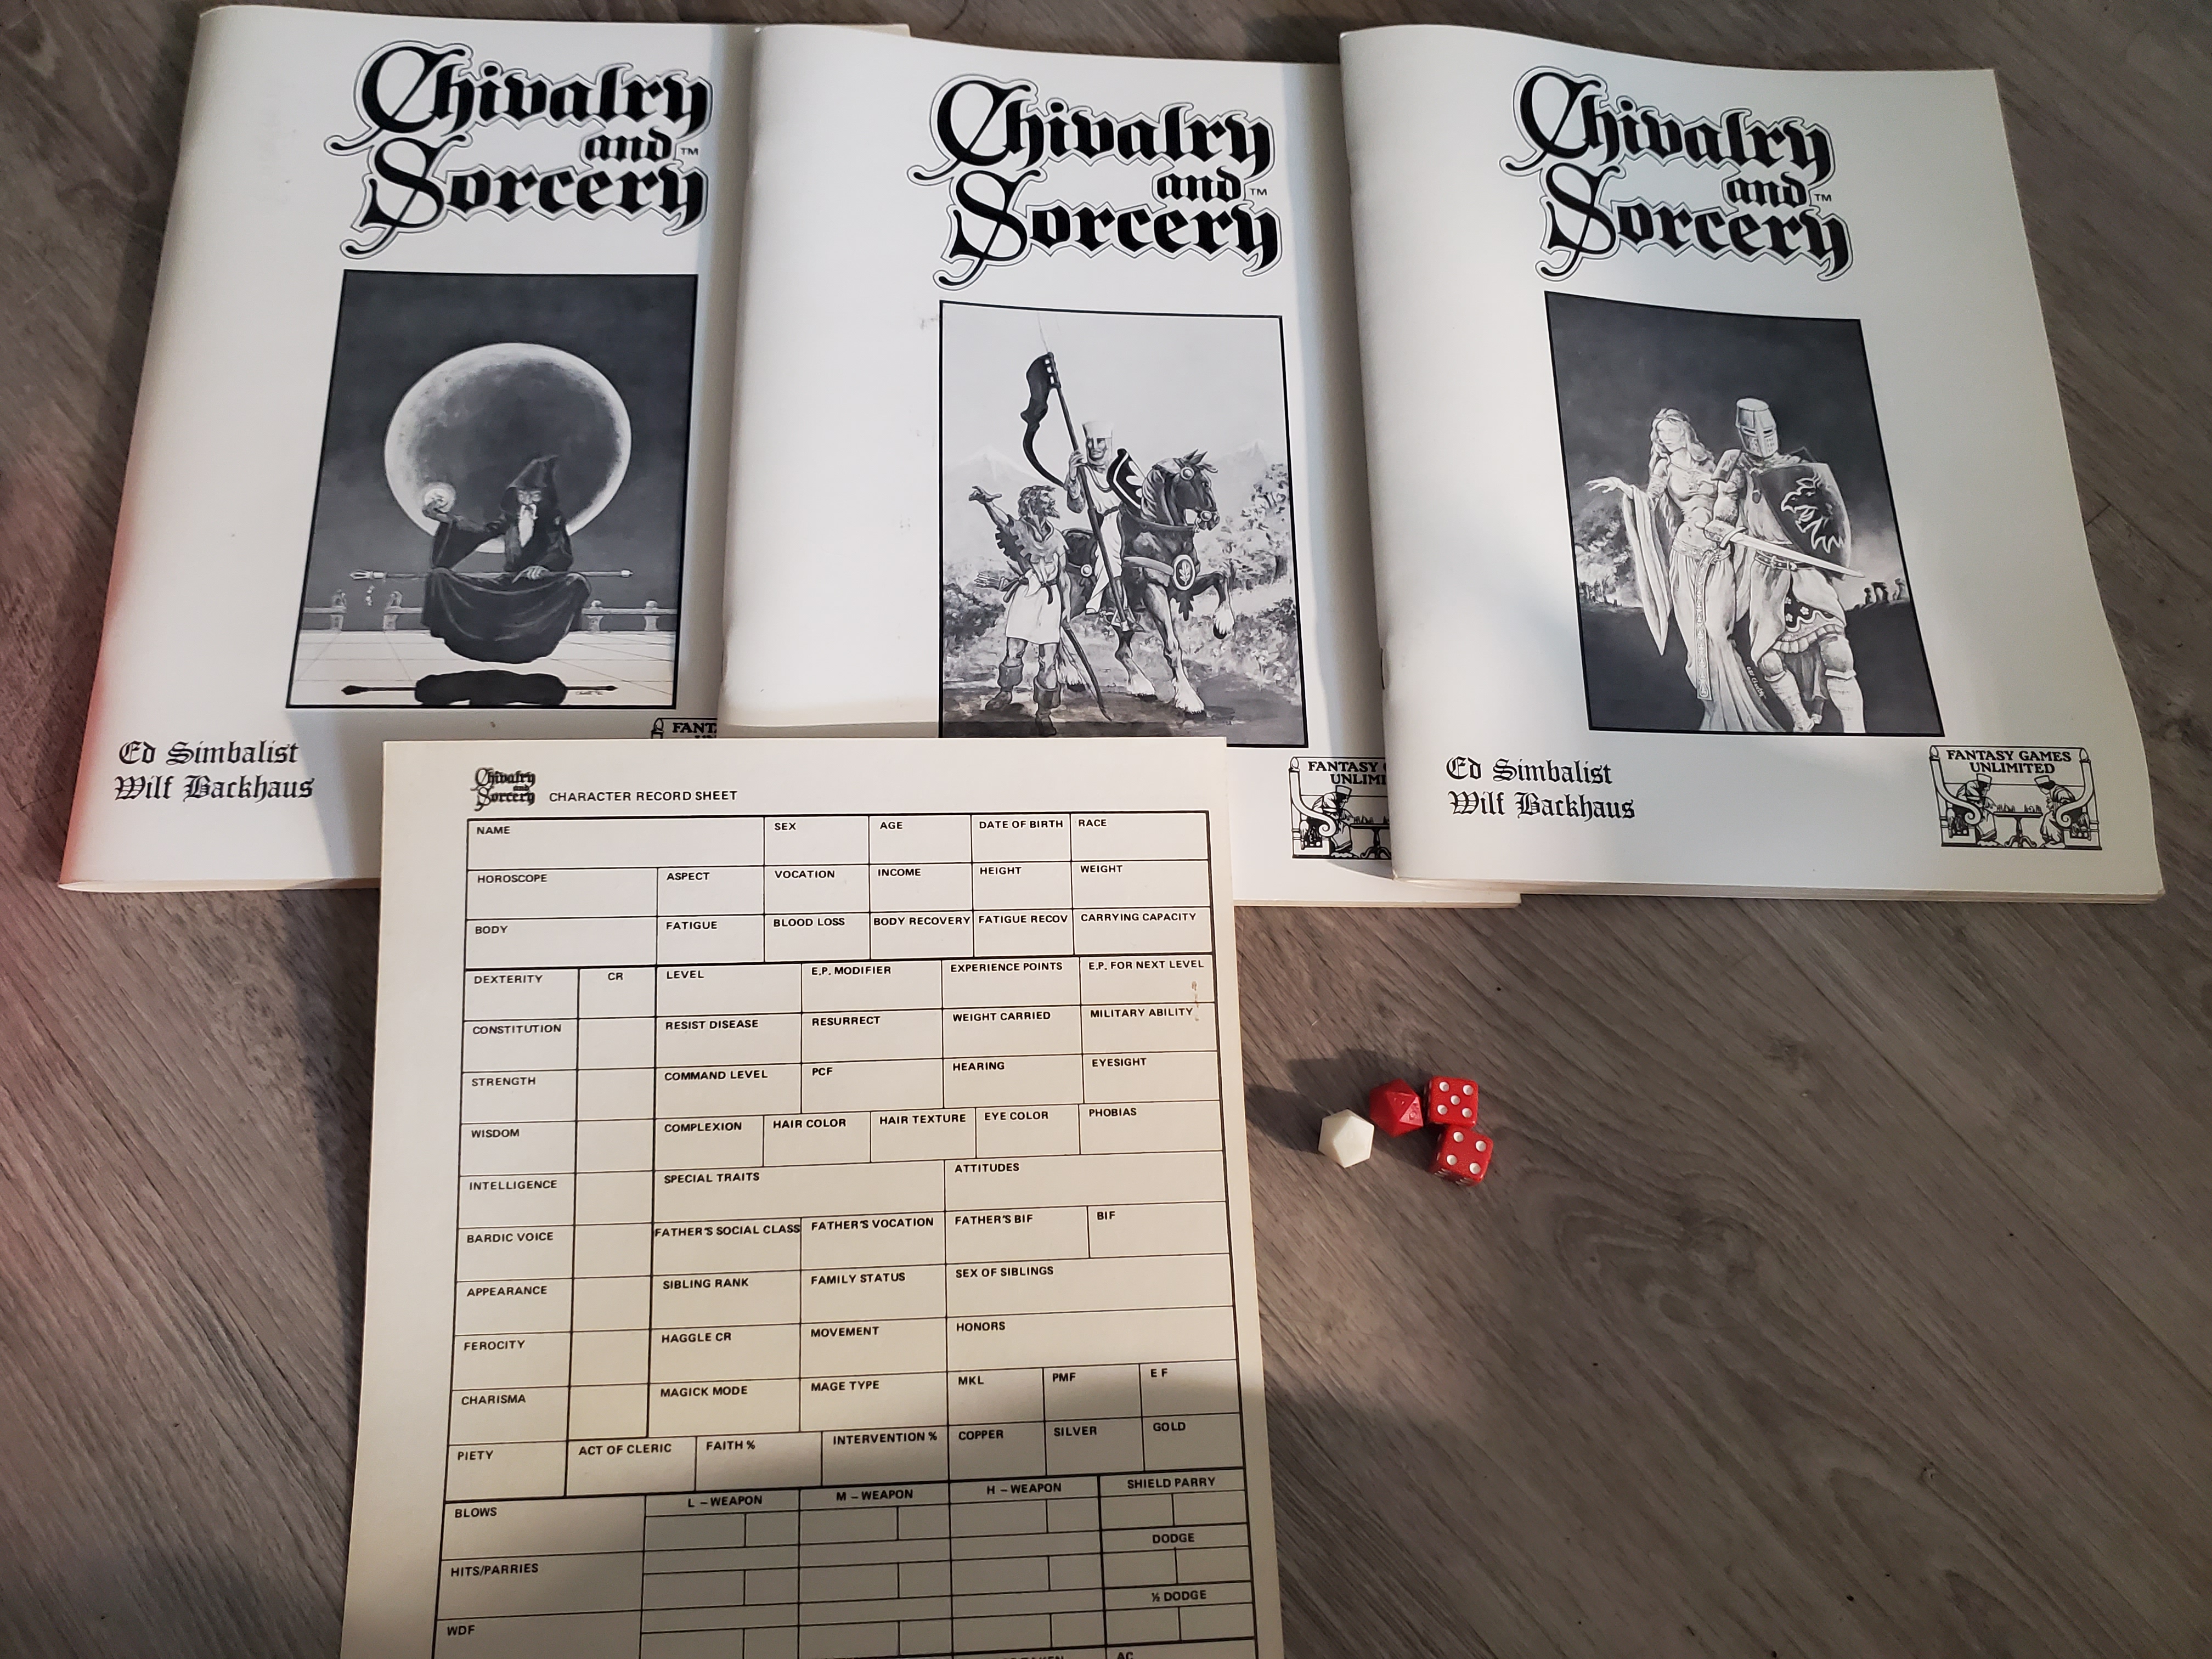 Chivalry
and™
Sorcery
Ed Simbalist
Wilf Backhaus
Chivalry
and™
Sorcery
FANTASY
Chivalry
and™
Sorcery
Ed Simbalist
Wilf Backhaus
FANTASY GAMES
UNLIMITED
Chivalry
and
Sorcery
CHARACTER RECORD SHEET
NAME SEX AGE DATE OF BIRTH RACE
HOROSCOPE ASPECT VOCATION INCOME HEIGHT WEIGHT
BODY FATIGUE BLOOD LOSS BODY RECOVERY FATIGUE RECOV CARRYING CAPACITY
DEXTERITY CR LEVEL E.P. MODIFIER EXPERIENCE POINTS E.P. FOR NEXT LEVEL
CONSTITUTION RESIST DISEASE RESURRECT WEIGHT CARRIED MILITARY ABILITY
STRENGTH COMMAND LEVEL PCF HEARING EYESIGHT
WISDOM COMPLEXION HAIR COLOR HAIR TEXTURE EYE COLOR PHOBIAS
INTELLIGENCE SPECIAL TRAITS ATTITUDES
BARDIC VOICE FATHER'S SOCIAL CLASS FATHER'S VOCATION FATHER'S BIF BIF
APPEARANCE SIBLING RANK FAMILY STATUS SEX OF SIBLINGS
FEROCITY HAGGLE CR MOVEMENT HONORS
CHARISMA MAGICK MODE MAGE TYPE MKL PMF E F
PIETY ACT OF CLERIC FAITH % INTERVENTION % COPPER SILVER GOLD
BLOWS L – WEAPON M – WEAPON H – WEAPON SHIELD PARRY
DODGE
HITS/PARRIES
½ DODGE
WDF
AC